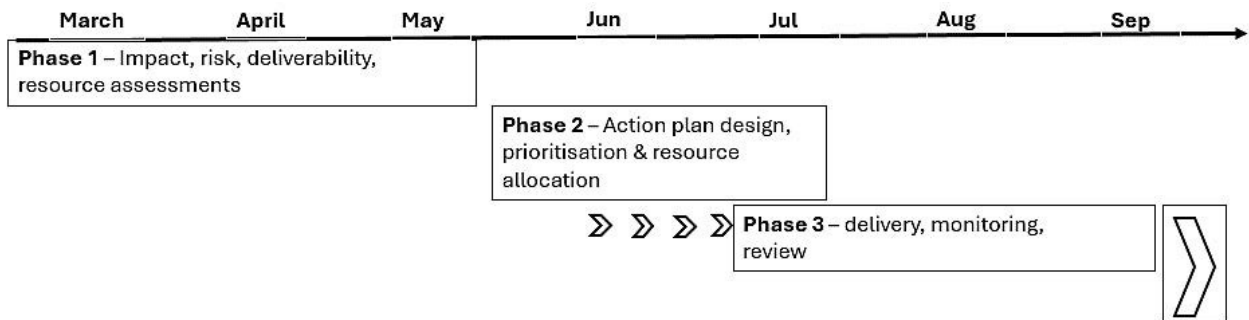 March April May Jun Jul Aug Sep
Phase 1 – Impact, risk, deliverability,
resource assessments
Phase 2 – Action plan design,
prioritisation & resource
allocation
Phase 3 – delivery, monitoring,
review